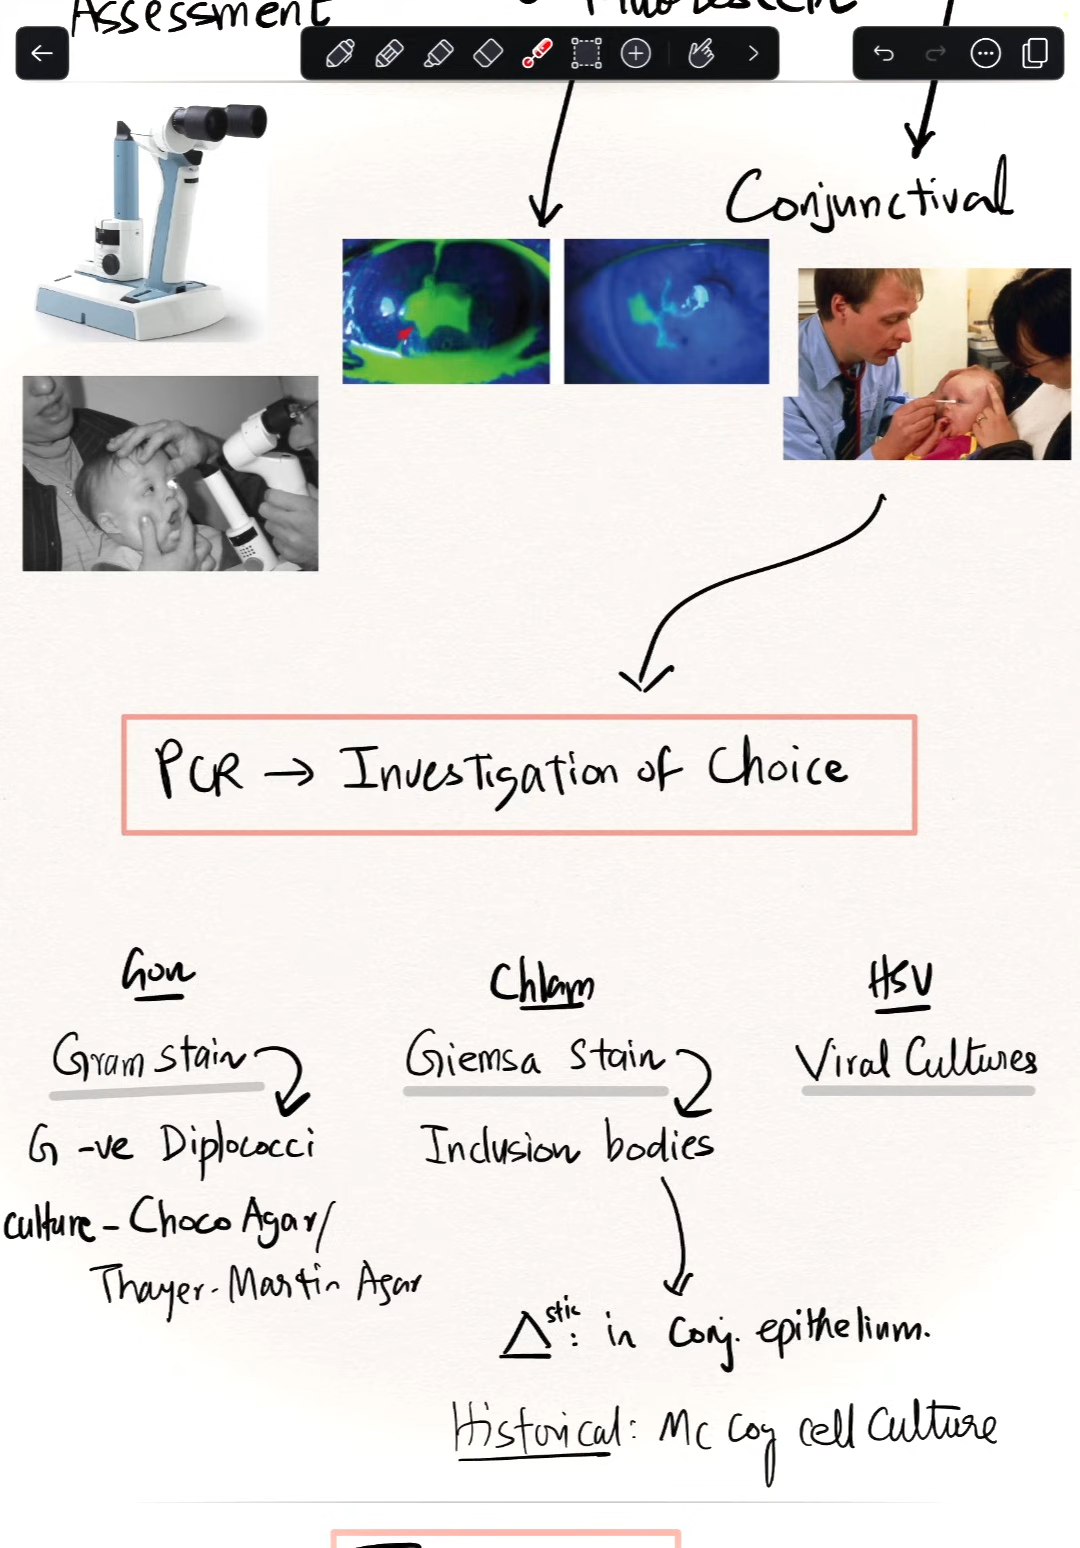 Assessment
Fluorescein
Conjunctival
PCR → Investigation of Choice
Gon
Chlam
HSV
Gram stain
Giemsa Stain
Viral Cultures
G -ve Diplococci
Inclusion bodies
culture - Choco Agar/
Thayer-Martin Agar
Δstic: in Conj. epithelium.
Historical: Mc Coy cell Culture